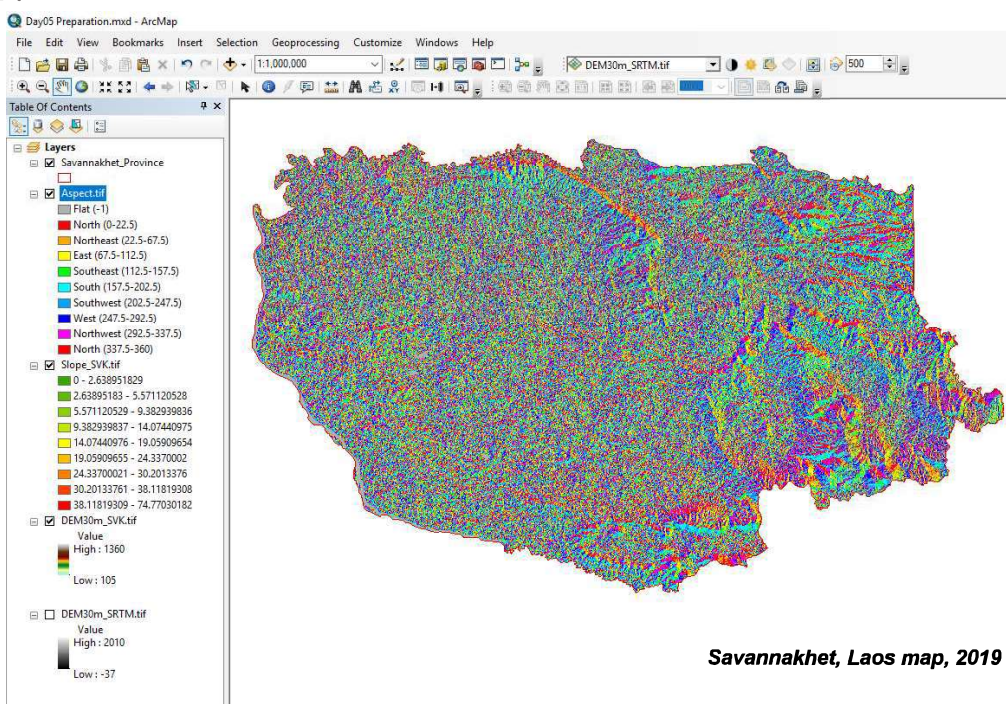 Day05 Preparation.mxd - ArcMap
File Edit View Bookmarks Insert Selection Geoprocessing Customize Windows Help
1:1,000,000 DEM30m_SRTM.tif 500
Table Of Contents
Layers
Savannakhet_Province
Aspect.tif
Flat (-1)
North (0-22.5)
Northeast (22.5-67.5)
East (67.5-112.5)
Southeast (112.5-157.5)
South (157.5-202.5)
Southwest (202.5-247.5)
West (247.5-292.5)
Northwest (292.5-337.5)
North (337.5-360)
Slope_SVK.tif
0 - 2.638951829
2.63895183 - 5.571120528
5.571120529 - 9.382939836
9.382939837 - 14.07440975
14.07440976 - 19.05909654
19.05909655 - 24.3370002
24.33700021 - 30.2013376
30.20133761 - 38.11819308
38.11819309 - 74.77030182
DEM30m_SVK.tif
Value
High : 1360
Low : 105
DEM30m_SRTM.tif
Value
High : 2010
Low : -37
Savannakhet, Laos map, 2019